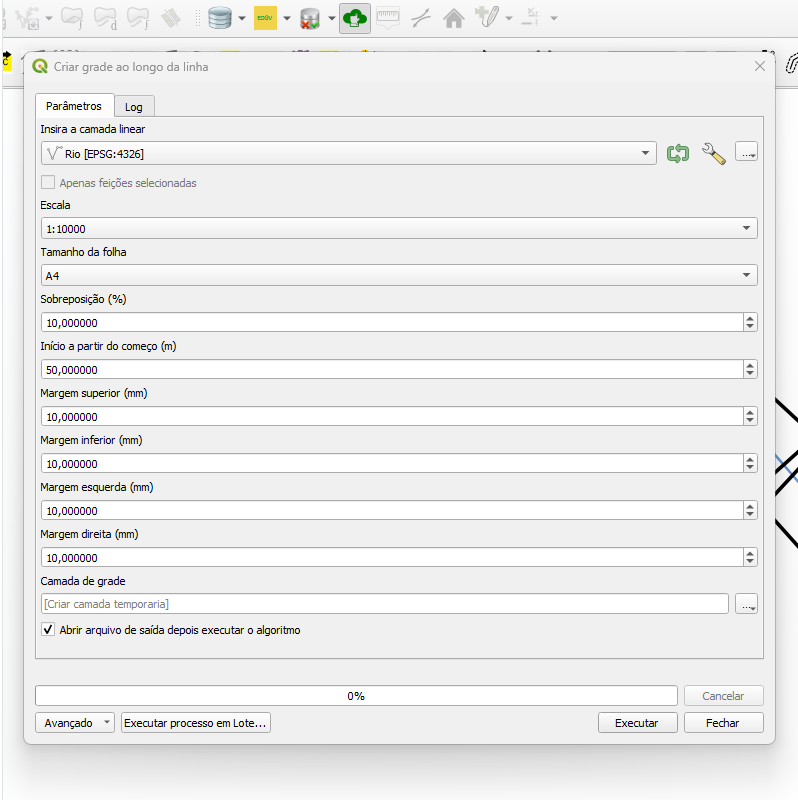 EDGV
C
Criar grade ao longo da linha
Parâmetros
Log
Insira a camada linear
Rio [EPSG:4326]
...
Apenas feições selecionadas
Escala
1:10000
Tamanho da folha
A4
Sobreposição (%)
10,000000
Início a partir do começo (m)
50,000000
Margem superior (mm)
10,000000
Margem inferior (mm)
10,000000
Margem esquerda (mm)
10,000000
Margem direita (mm)
10,000000
Camada de grade
[Criar camada temporaria]
...
Abrir arquivo de saída depois executar o algoritmo
0%
Cancelar
Avançado
Executar processo em Lote...
Executar
Fechar